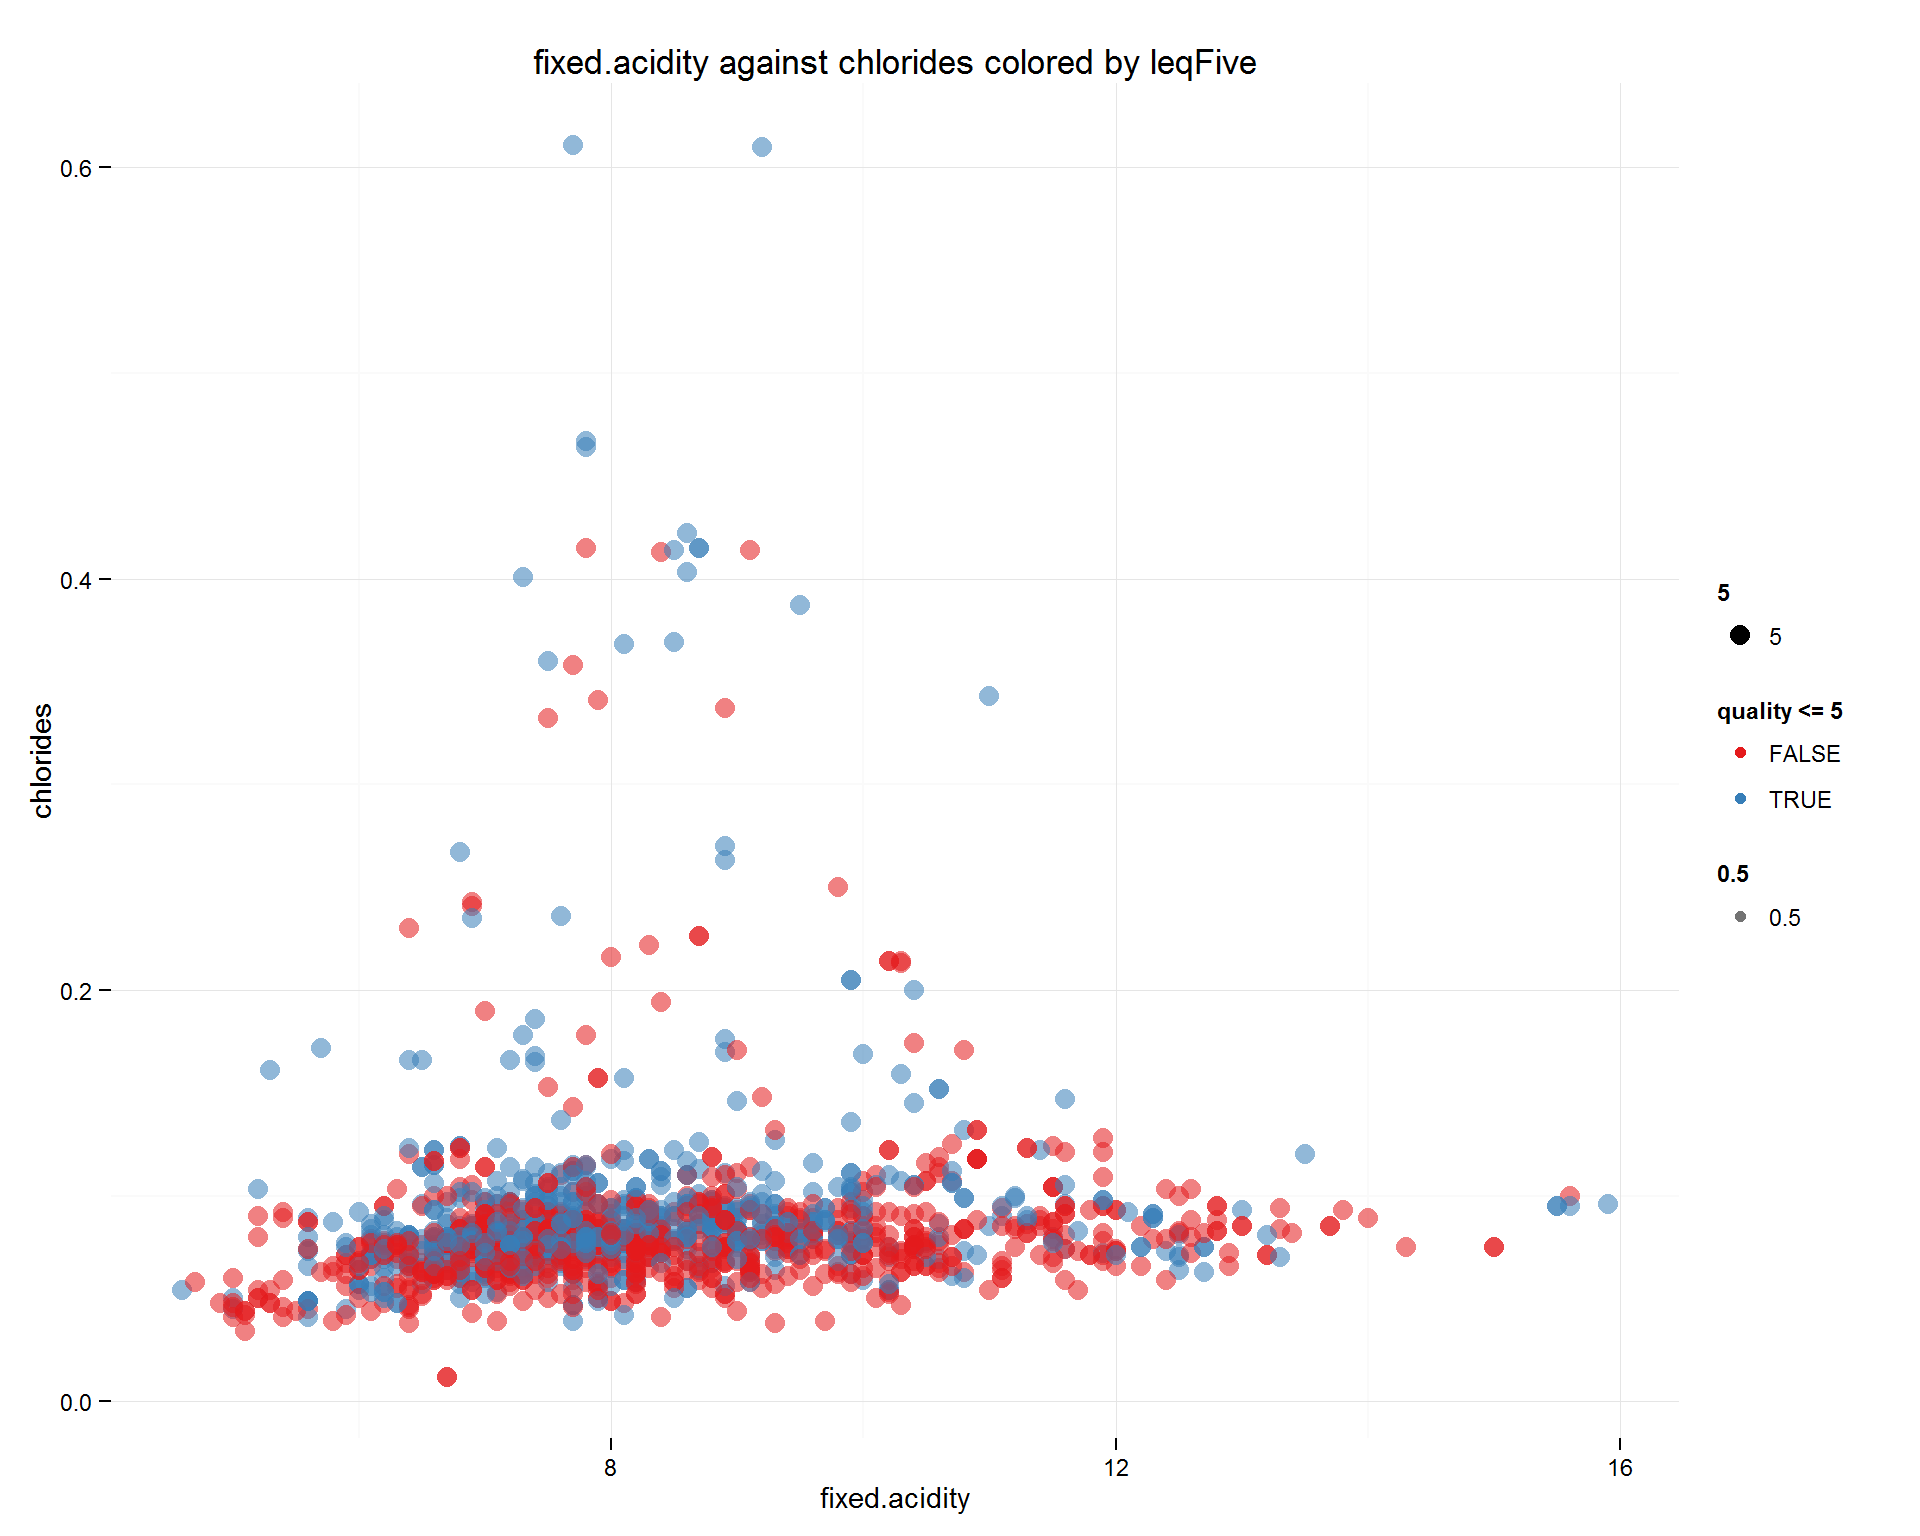 fixed.acidity against chlorides colored by leqFive
0.6
0.4
0.2
0.0
chlorides
8
12
16
fixed.acidity
5
5
quality <= 5
FALSE
TRUE
0.5
0.5